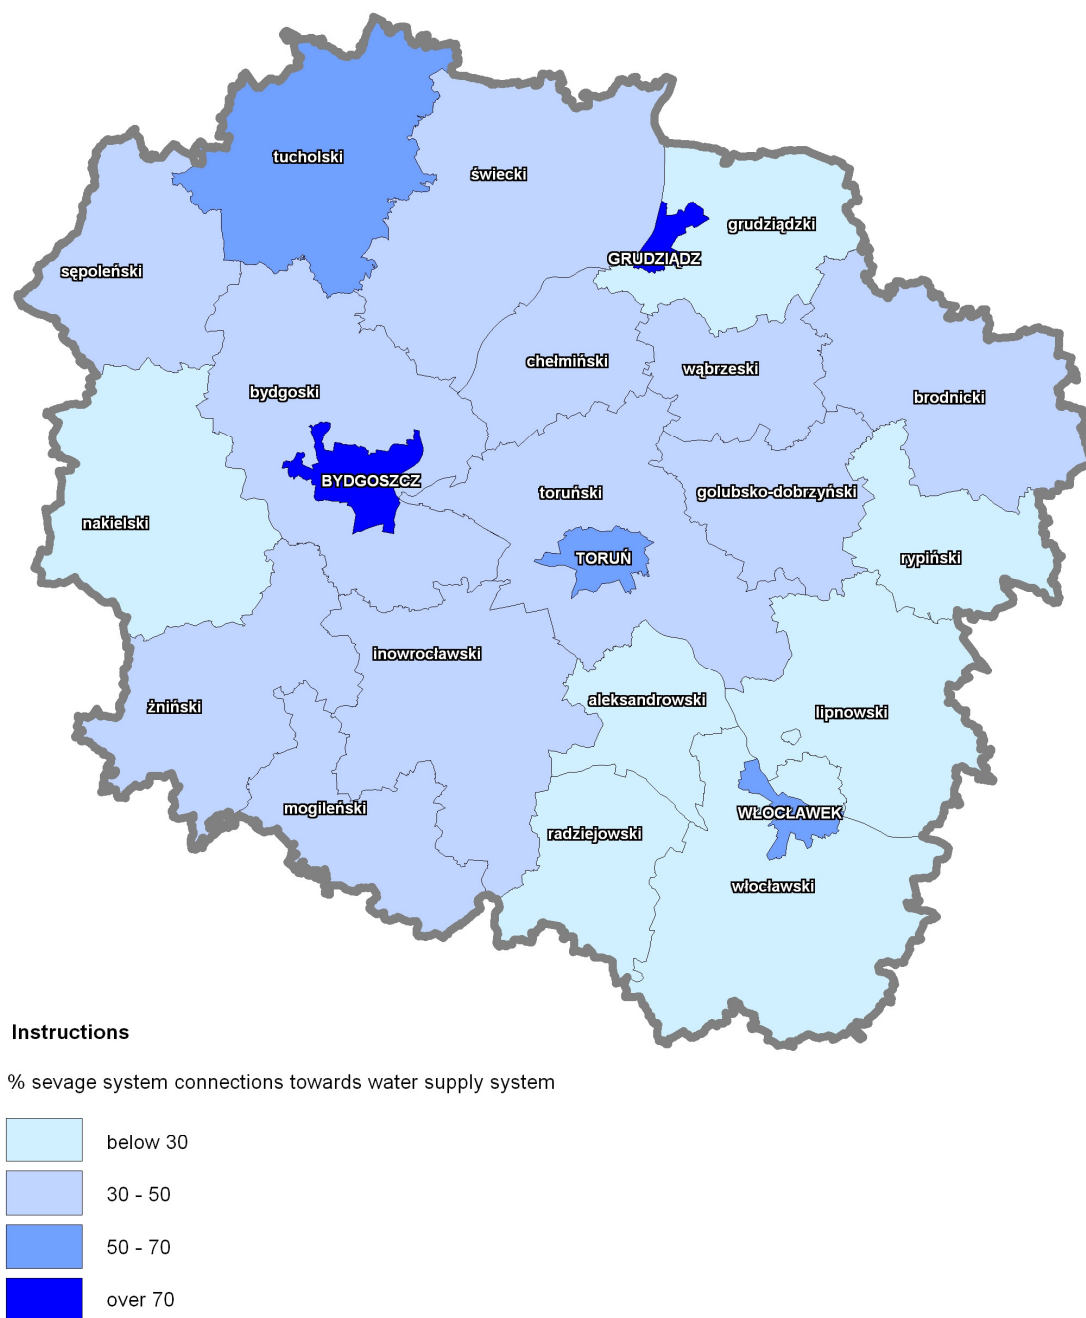 tucholski
świecki
grudziądzki
GRUDZIĄDZ
sępoleński
chełmiński
wąbrzeski
bydgoski
brodnicki
BYDGOSZCZ
toruński
golubsko-dobrzyński
nakielski
TORUŃ
rypiński
inowrocławski
aleksandrowski
żniński
lipnowski
mogileński
WŁOCŁAWEK
radziejowski
włocławski
Instructions
% sevage system connections towards water supply system
below 30
30 - 50
50 - 70
over 70